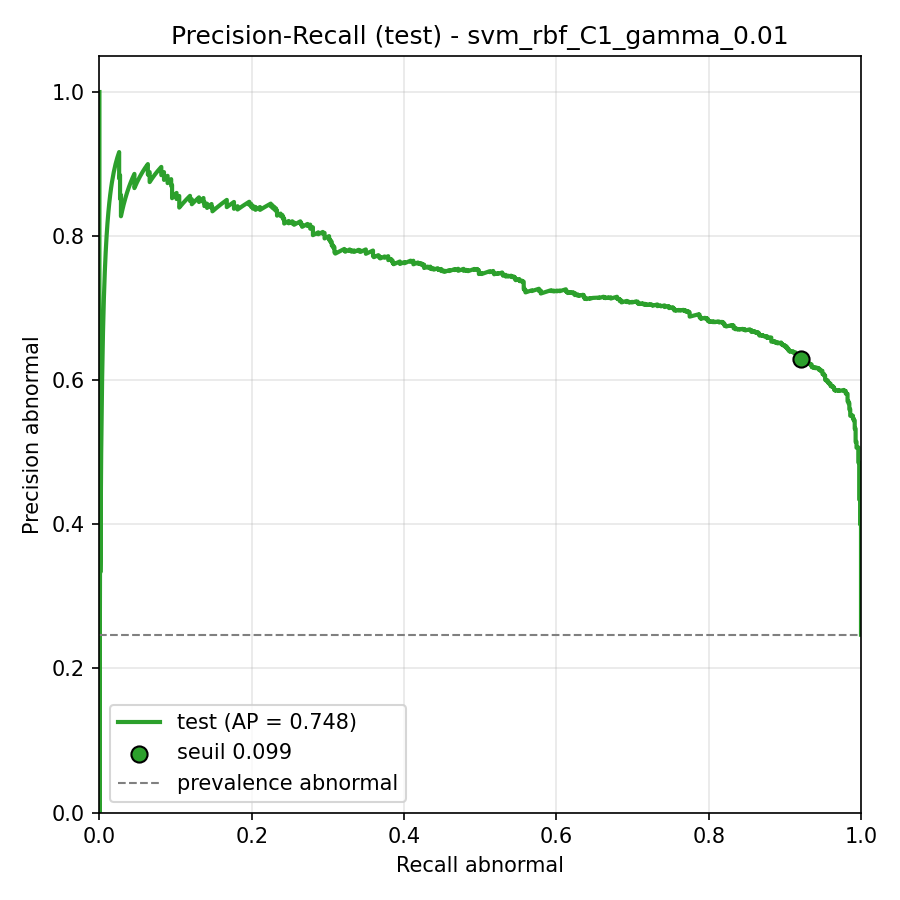 Precision-Recall (test) - svm_rbf_C1_gamma_0.01
Precision abnormal
1.0
0.8
0.6
0.4
0.2
0.0
test (AP = 0.748)
seuil 0.099
prevalence abnormal
0.0 0.2 0.4 0.6 0.8 1.0
Recall abnormal